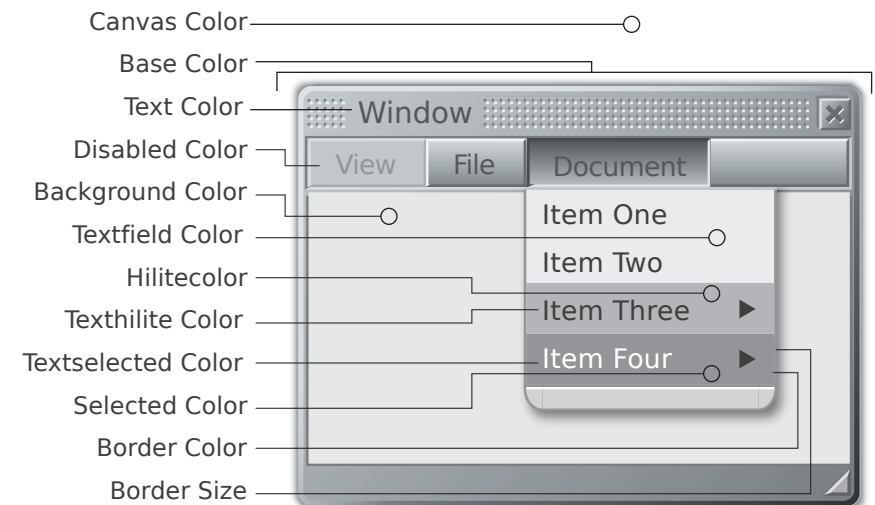 Canvas Color
Base Color
Text Color
Window
Disabled Color
View File Document
Background Color
Item One
Textfield Color
Item Two
Hilitecolor
Item Three
Texthilite Color
Textselected Color
Item Four
Selected Color
Border Color
Border Size